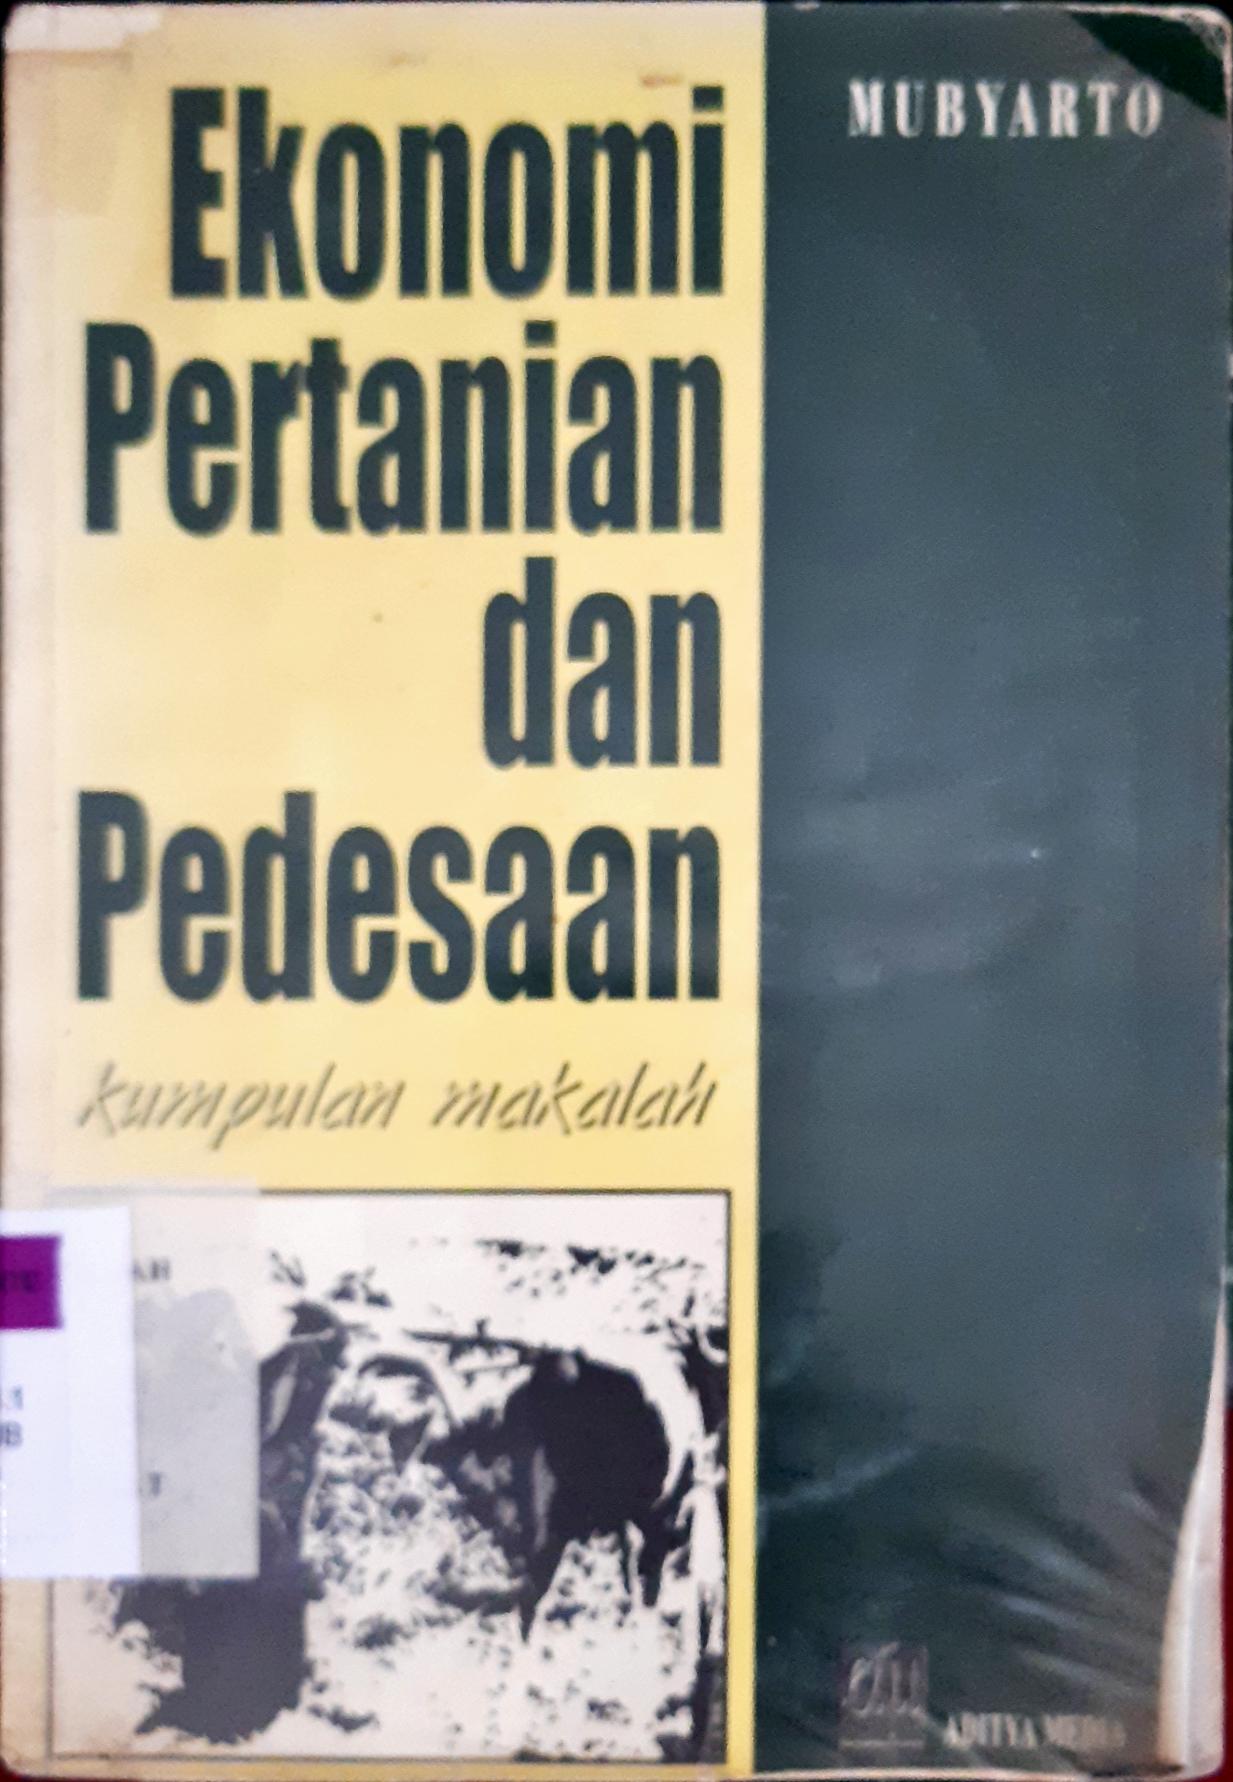 MUBYARTO
Ekonomi
Pertanian
dan
Pedesaan
kumpulan makalah
ADITYA MEDIA